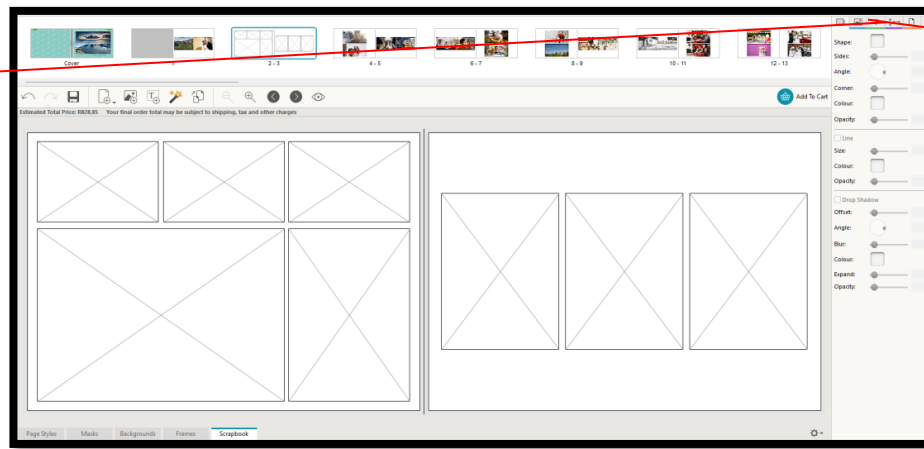 Cover
1
2 - 3
4 - 5
6 - 7
8 - 9
10 - 11
12 - 13
Add To Cart
Estimated Total Price: R828,85 Your final order total may be subject to shipping, tax and other charges
Shape:
Sides:
Angle:
Corner:
Colour:
Opacity:
Line
Size:
Colour:
Opacity:
Drop Shadow
Offset:
Angle:
Blur:
Colour:
Expand:
Opacity:
Page Styles Masks Backgrounds Frames Scrapbook